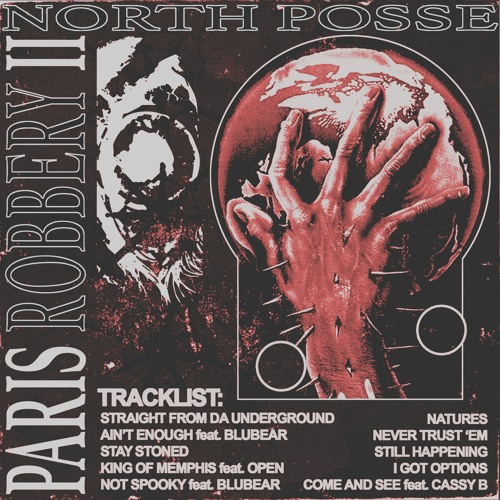 NORTH POSSE
PARIS ROBBERY II
TRACKLIST:
STRAIGHT FROM DA UNDERGROUND
AIN'T ENOUGH feat. BLUBEAR
STAY STONED
KING OF MEMPHIS feat. OPEN
NOT SPOOKY feat. BLUBEAR
NATURES
NEVER TRUST ‘EM
STILL HAPPENING
I GOT OPTIONS
COME AND SEE feat. CASSY B